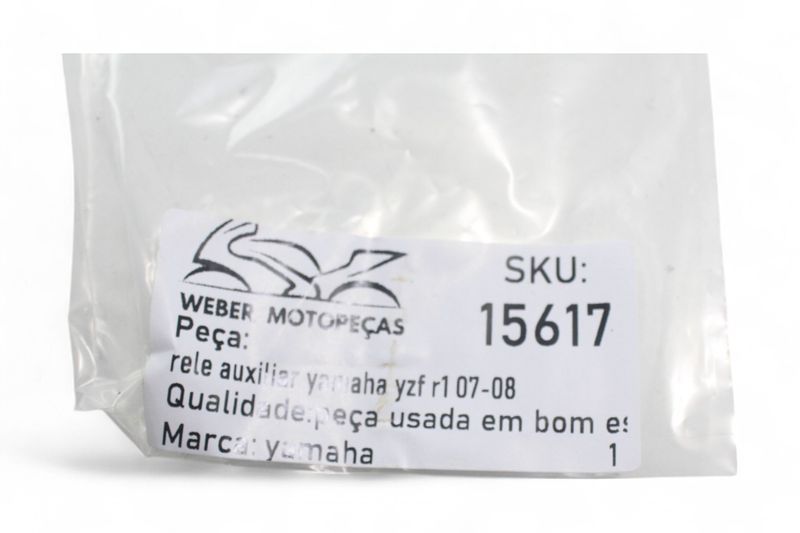 WEBER MOTOPEÇAS
SKU:
15617
Peça:
rele auxiliar yamaha yzf r1 07-08
Qualidade:peça usada em bom es
Marca: yamaha
1